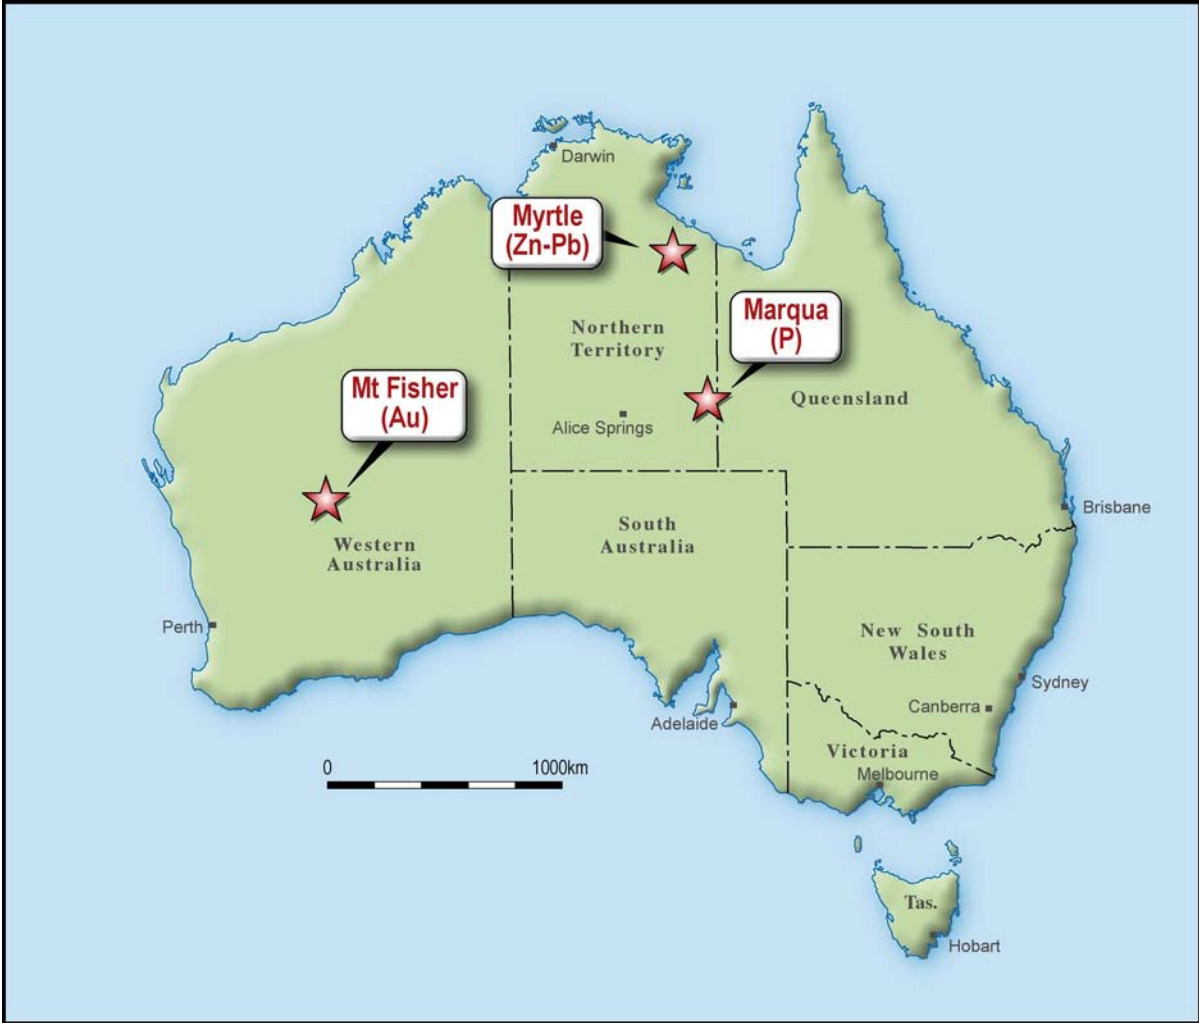 Darwin
Myrtle
(Zn-Pb)
Marqua
(P)
Northern
Territory
Mt Fisher
(Au)
Queensland
Alice Springs
Brisbane
South
Australia
Western
Australia
Perth
New South
Wales
Sydney
Canberra
Adelaide
Victoria
Melbourne
0 1000km
Tas.
Hobart